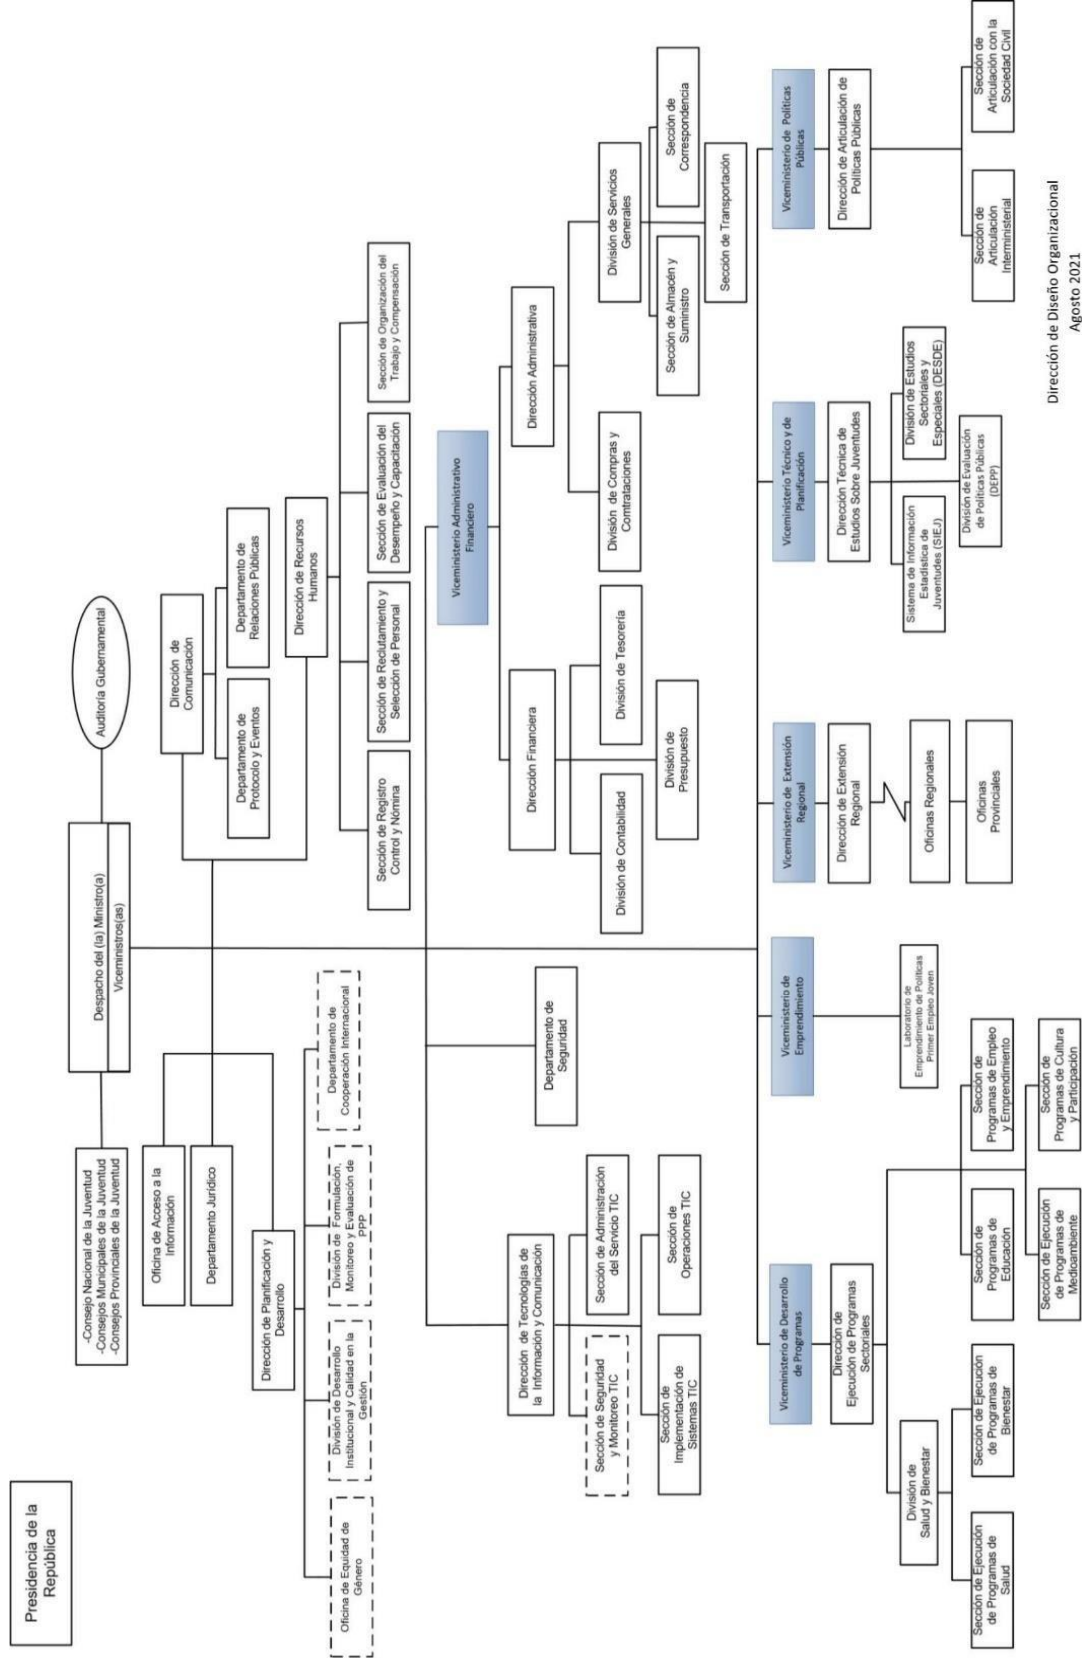 Presidencia de la
República
Despacho del (la) Ministro(a)
Viceministros(as)
Auditoría Gubernamental
-Consejo Nacional de la Juventud
-Consejos Municipales de la Juventud
-Consejos Provinciales de la Juventud
Oficina de Acceso a la
Información
Departamento Jurídico
Dirección de Planificación y
Desarrollo
Oficina de Equidad de
Género
División de Desarrollo
Institucional y Calidad en la
Gestión
División de Formulación,
Monitoreo y Evaluación de
PPP
Departamento de
Cooperación Internacional
Dirección de
Comunicación
Departamento de
Protocolo y Eventos
Departamento de
Relaciones Públicas
Dirección de Recursos
Humanos
Sección de Registro
Control y Nómina
Sección de Reclutamiento y
Selección de Personal
Sección de Evaluación del
Desempeño y Capacitación
Sección de Organización del
Trabajo y Compensación
Dirección de Tecnologías de
la Información y Comunicación
Sección de Seguridad
y Monitoreo TIC
Sección de Administración
del Servicio TIC
Sección de
Implementación de
Sistemas TIC
Sección de
Operaciones TIC
Departamento de
Seguridad
Viceministerio Administrativo
Financiero
Dirección Financiera
División de Contabilidad
División de Tesorería
División de
Presupuesto
Dirección Administrativa
División de Compras y
Comtrataciones
División de Servicios
Generales
Sección de Almacén y
Suministro
Sección de
Correspondencia
Sección de Transportación
Viceministerio de Desarrollo
de Programas
Dirección de
Ejecución de Programas
Sectoriales
División de
Salud y Bienestar
Sección de Ejecución
de Programas de
Salud
Sección de Ejecución
de Programas de
Bienestar
Sección de
Programas de
Educación
Sección de
Programas de Empleo
y Emprendimiento
Sección de Ejecución
de Programas de
Medioambiente
Sección de
Programas de Cultura
y Participación
Viceministerio de
Emprendimiento
Laboratorio de
Emprendimiento de Políticas
Primer Empleo Joven
Viceministerio de Extensión
Regional
Dirección de Extensión
Regional
Oficinas Regionales
Oficinas
Provinciales
Viceministerio Técnico y de
Planificación
Dirección Técnica de
Estudios Sobre Juventudes
Sistema de Información
Estadística de
Juventudes (SIEJ)
División de Estudios
Sectoriales y
Especiales (DESDE)
División de Evaluación
de Políticas Públicas
(DEPP)
Viceministerio de Políticas
Públicas
Dirección de Articulación de
Políticas Públicas
Sección de
Articulación
Interministerial
Sección de
Articulación con la
Sociedad Civil
Dirección de Diseño Organizacional
Agosto 2021